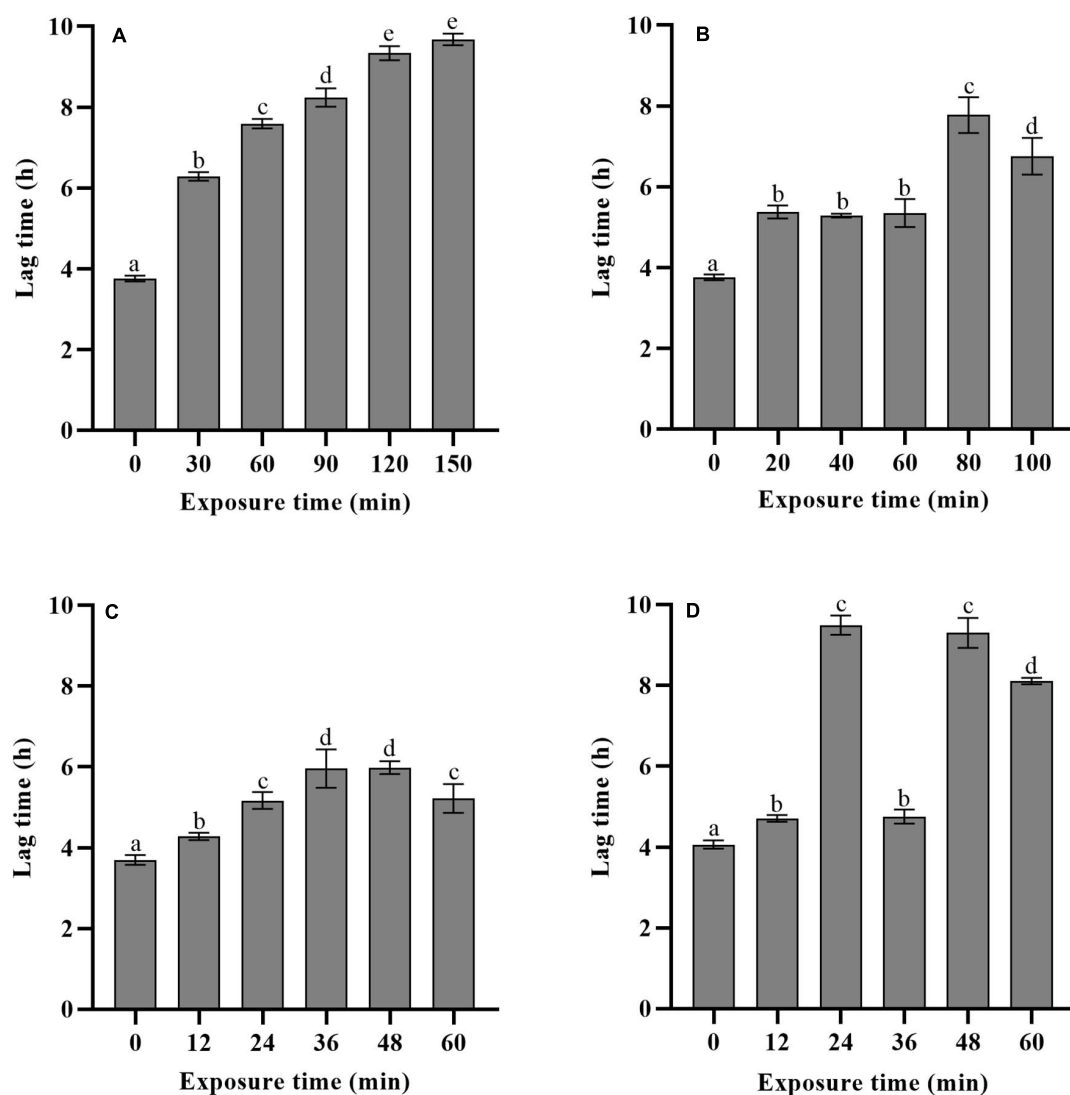 A
Lag time (h)
10
8
6
4
2
0
a
b
c
d
e
e
0 30 60 90 120 150
Exposure time (min)
B
Lag time (h)
10
8
6
4
2
0
a
b
b
b
c
d
0 20 40 60 80 100
Exposure time (min)
C
Lag time (h)
10
8
6
4
2
0
a
b
c
d
d
c
0 12 24 36 48 60
Exposure time (min)
D
Lag time (h)
10
8
6
4
2
0
a
b
c
b
c
d
0 12 24 36 48 60
Exposure time (min)